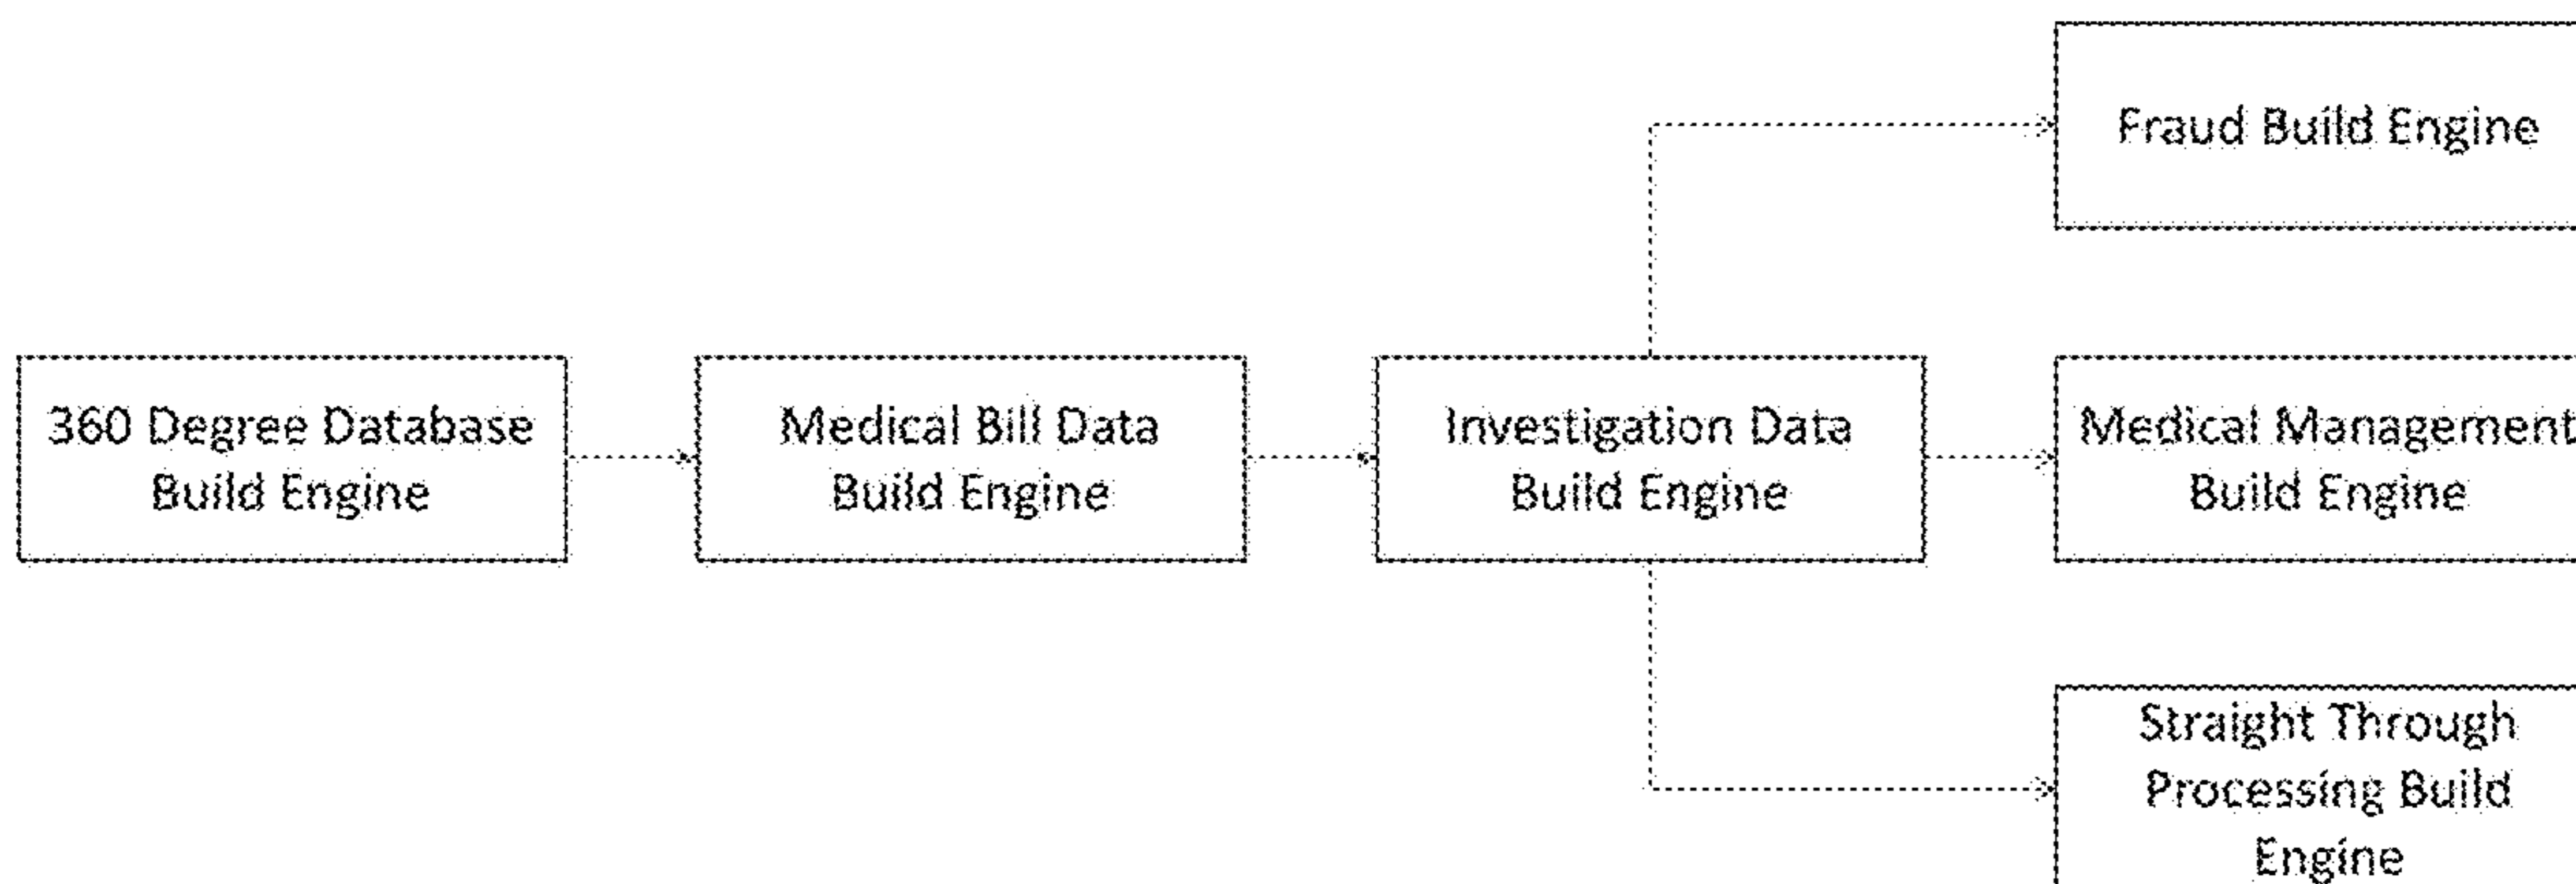 Fraud Build Engine
360 Degree Database
Build Engine
Medical Bill Data
Build Engine
Investigation Data
Build Engine
Medical Management
Build Engine
Straight Through
Processing Build
Engine